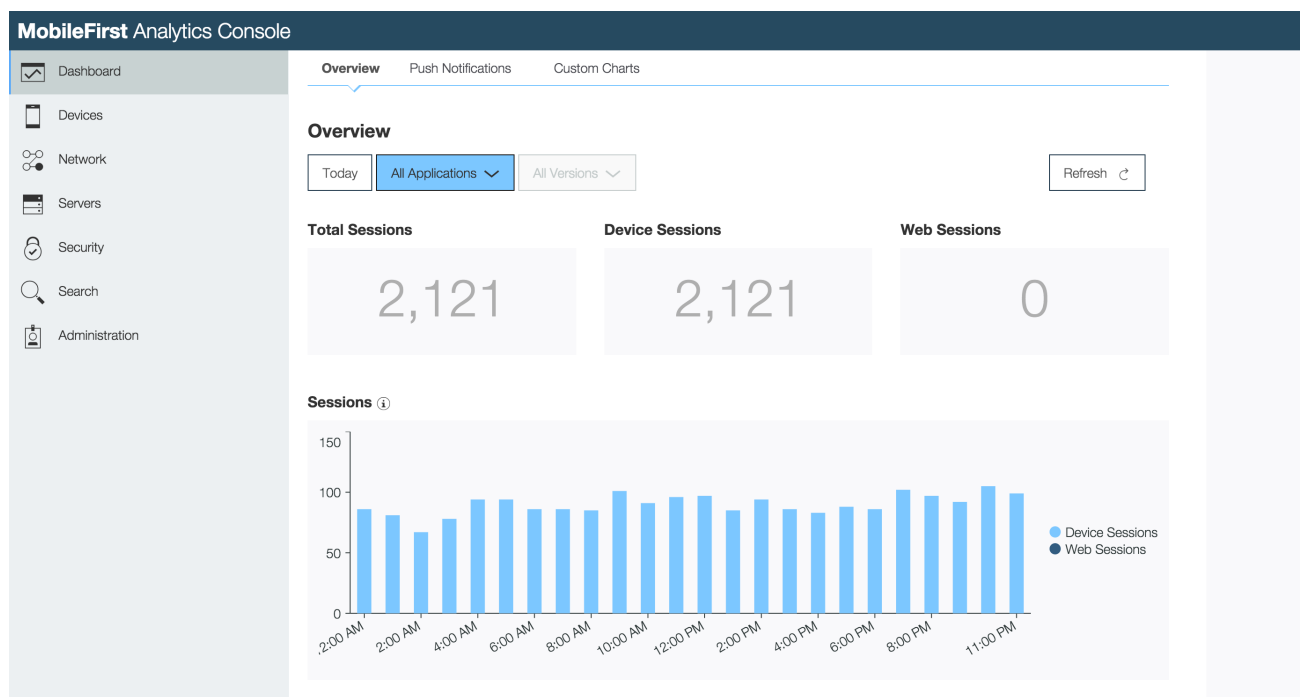 MobileFirst Analytics Console
Dashboard
Devices
Network
Servers
Security
Search
Administration
Overview Push Notifications Custom Charts
Overview
Today All Applications All Versions Refresh
Total Sessions Device Sessions Web Sessions
2,121 2,121 0
Sessions
150
100
50
0
2:00 AM 2:00 AM 4:00 AM 6:00 AM 8:00 AM 10:00 AM 12:00 PM 2:00 PM 4:00 PM 6:00 PM 8:00 PM 11:00 PM
Device Sessions
Web Sessions